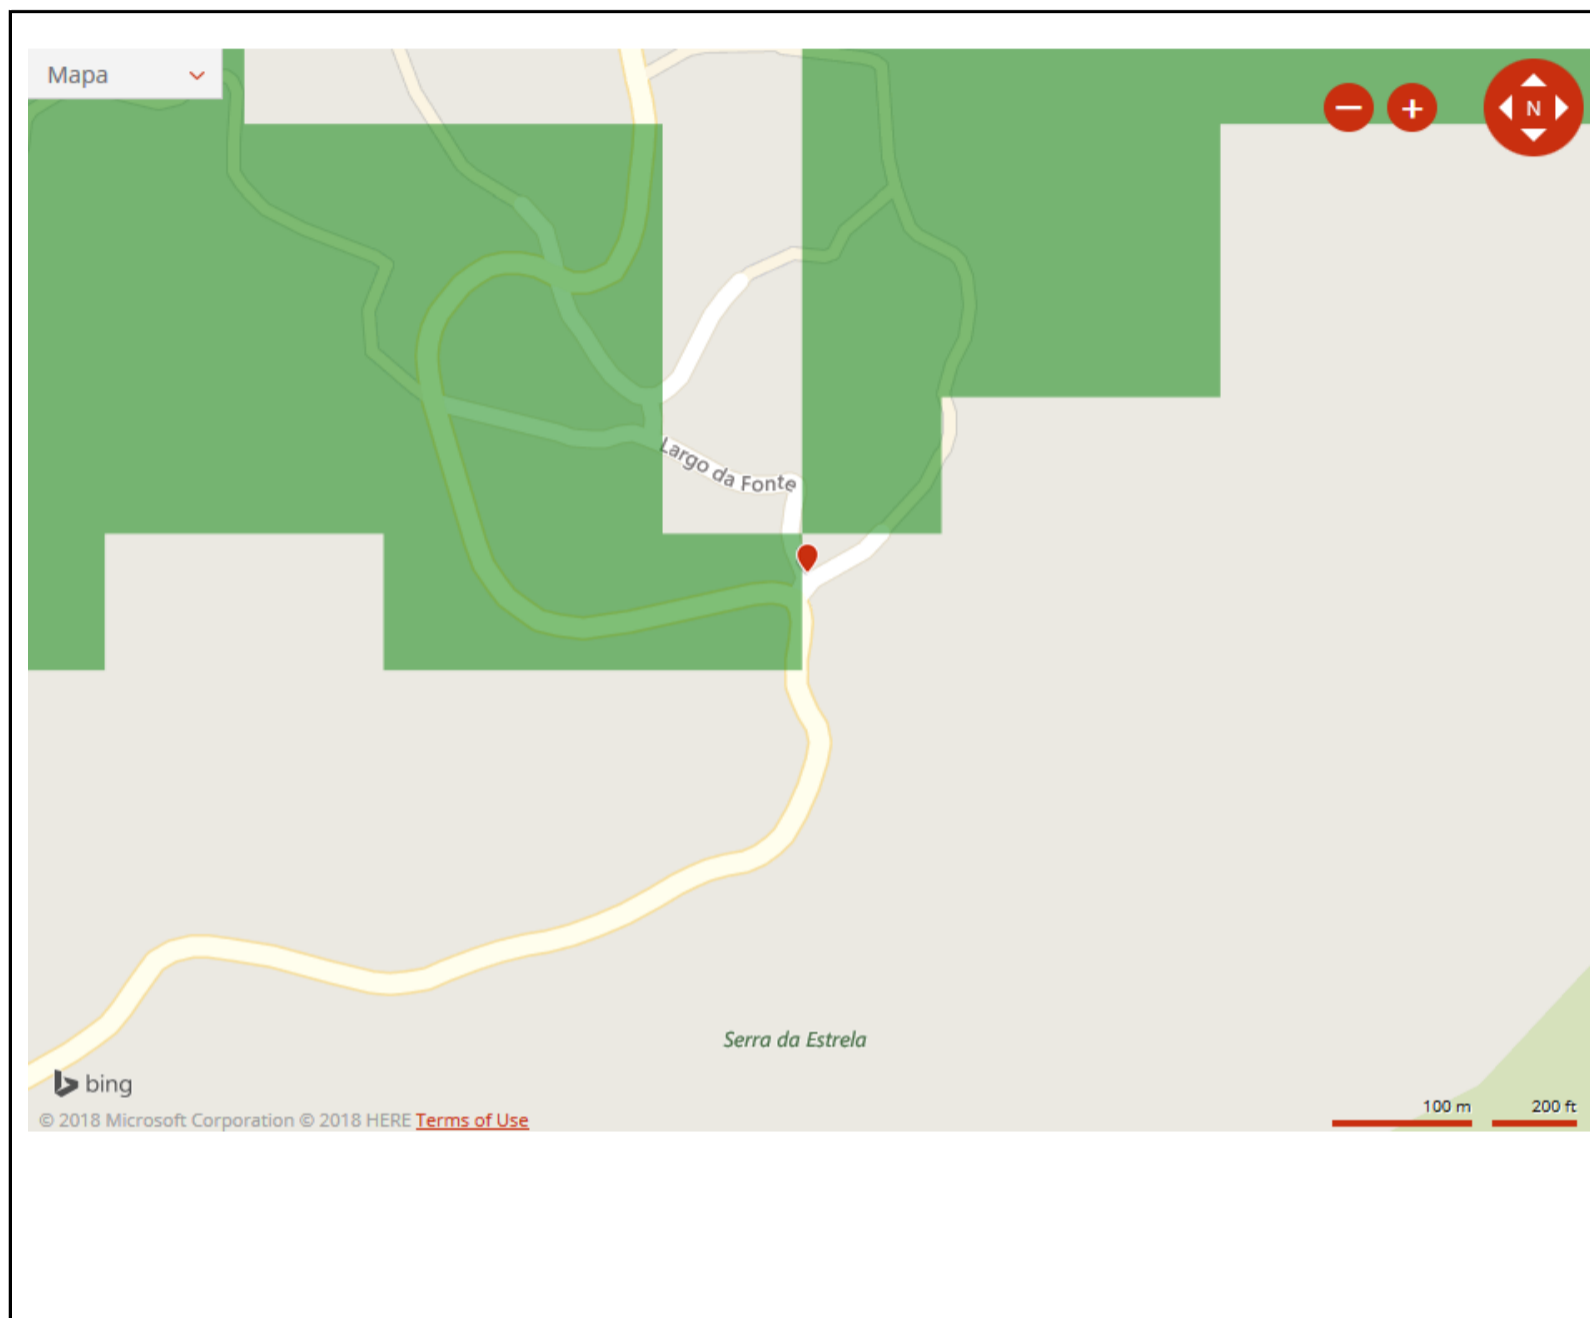 Mapa
N
Largo da Fonte
Serra da Estrela
bing
© 2018 Microsoft Corporation © 2018 HERE Terms of Use
100 m 200 ft